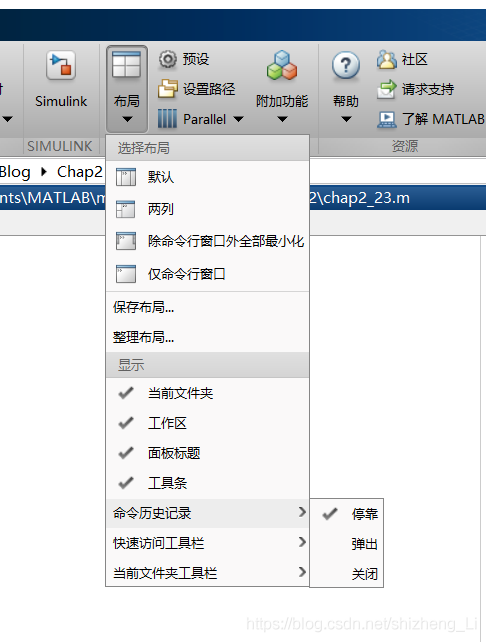 预设
社区
设置路径
请求支持
Simulink 布局 附加功能 帮助
Parallel
了解 MATLAB
SIMULINK
资源
Blog Chap2
选择布局
默认
nts\MATLAB\m
2\chap2_23.m
两列
除命令行窗口外全部最小化
仅命令行窗口
保存布局...
整理布局...
显示
当前文件夹
工作区
面板标题
工具条
命令历史记录
停靠
快速访问工具栏
弹出
当前文件夹工具栏
关闭
https://blog.csdn.net/shizheng_Li